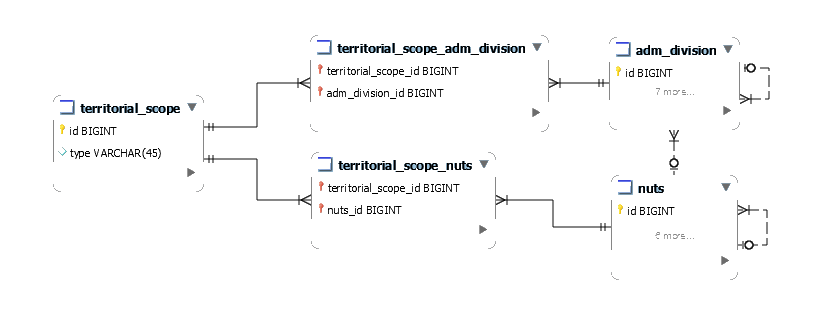 territorial_scope
id BIGINT
type VARCHAR(45)
territorial_scope_adm_division
territorial_scope_id BIGINT
adm_division_id BIGINT
territorial_scope_nuts
territorial_scope_id BIGINT
nuts_id BIGINT
adm_division
id BIGINT
7 more...
nuts
id BIGINT
6 more...